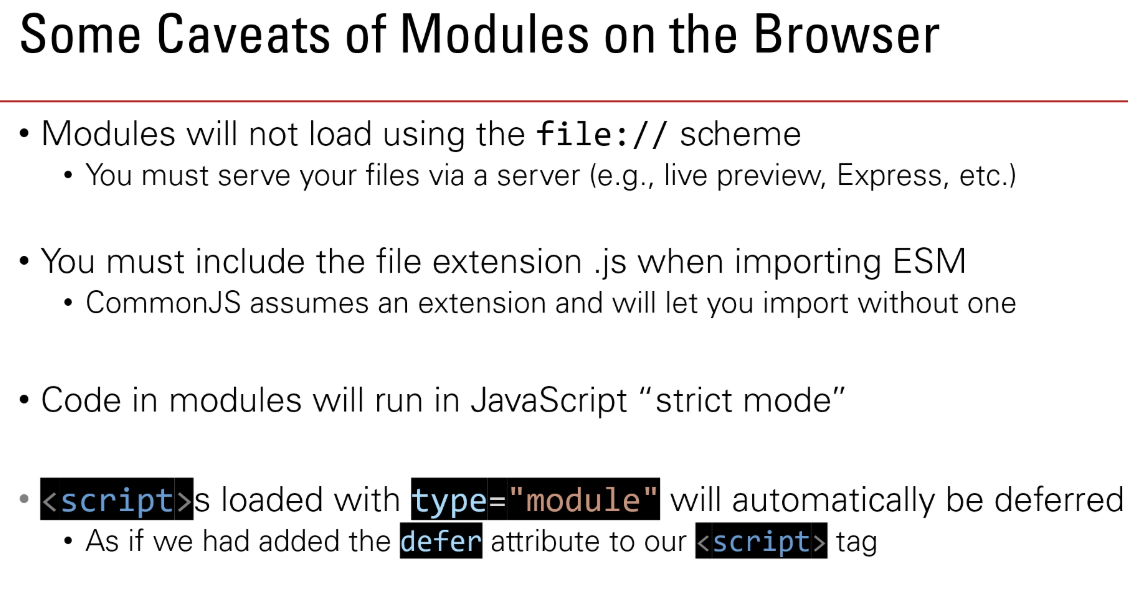 Some Caveats of Modules on the Browser
• Modules will not load using the file:// scheme
• You must serve your files via a server (e.g., live preview, Express, etc.)
• You must include the file extension .js when importing ESM
• CommonJS assumes an extension and will let you import without one
• Code in modules will run in JavaScript “strict mode”
• <script>s loaded with type="module" will automatically be deferred
• As if we had added the defer attribute to our <script> tag